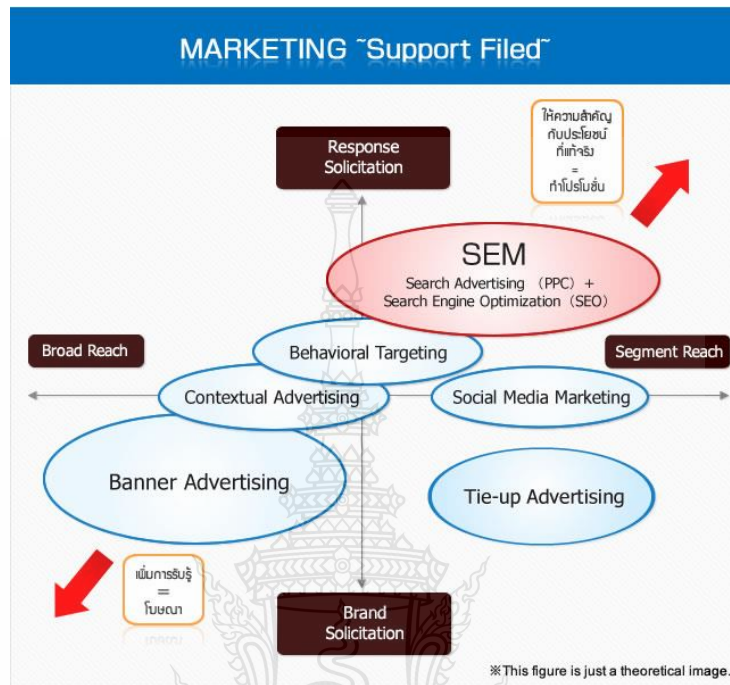 MARKETING ~Support Filed~
ให้ความสำคัญ
กับประโยชน์
ที่แท้จริง
=
ทำโปรโมชั่น
Response
Solicitation
SEM
Search Advertising （PPC）+
Search Engine Optimization（SEO）
Broad Reach
Behavioral Targeting
Segment Reach
Contextual Advertising
Social Media Marketing
Banner Advertising
Tie-up Advertising
เพิ่มการรับรู้
=
โฆษณา
Brand
Solicitation
※This figure is just a theoretical image.